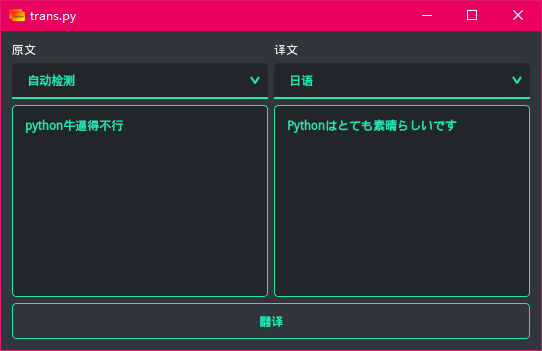 trans.py
原文
译文
自动检测
日语
python牛逼得不行
Pythonはとても素晴らしいです
翻译